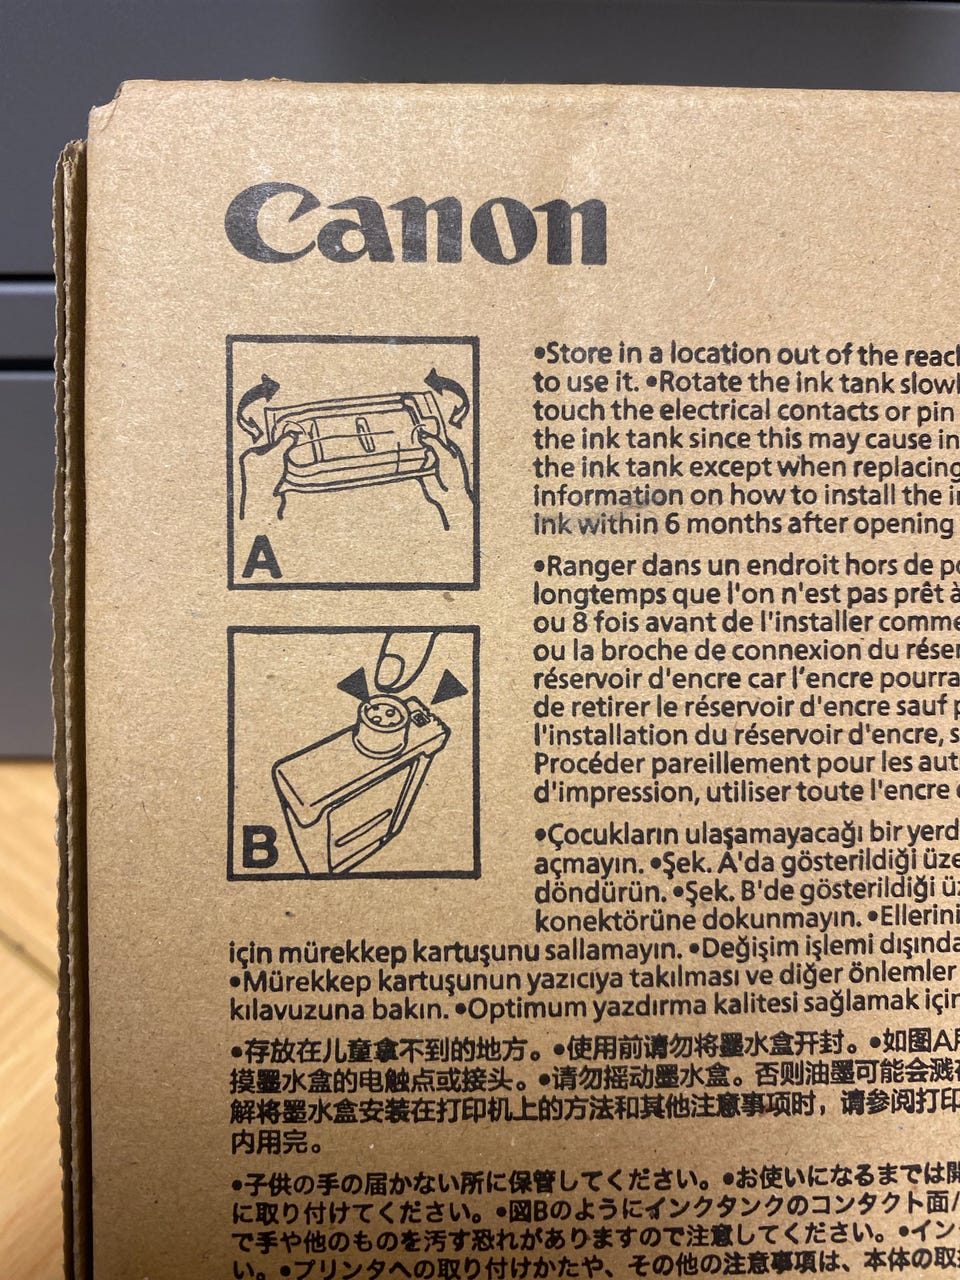 Canon
•Store in a location out of the reac
to use it. •Rotate the ink tank slowl
touch the electrical contacts or pin
the ink tank since this may cause in
the ink tank except when replacing
information on how to install the i
ink within 6 months after opening
A
•Ranger dans un endroit hors de p
longtemps que l'on n'est pas prêt à
ou 8 fois avant de l'installer comme
ou la broche de connexion du réser
réservoir d'encre car l'encre pourra
de retirer le réservoir d'encre sauf p
l'installation du réservoir d'encre, s
Procéder pareillement pour les aut
d'impression, utiliser toute l'encre
B
•Çocukların ulaşamayacağı bir yerd
açmayın. •Şek. A'da gösterildiği üze
döndürün. •Şek. B'de gösterildiği üz
konektörüne dokunmayın. •Ellerini
için mürekkep kartuşunu sallamayın. •Değişim işlemi dışında
•Mürekkep kartuşunun yazıcıya takılması ve diğer önlemler
kılavuzuna bakın. •Optimum yazdırma kalitesi sağlamak için
•存放在儿童拿不到的地方。•使用前请勿将墨水盒开封。•如图A
摸墨水盒的电触点或接头。•请勿摇动墨水盒。否则油墨可能会溅
解将墨水盒安装在打印机上的方法和其他注意事项时，请参阅打印
内用完。
•子供の手の届かない所に保管してください。•お使いになるまでは開
に取り付けてください。•図Bのようにインクタンクのコンタクト面/
で手や他のものを汚す恐れがありますので注意してください。•イン
い。•プリンタへの取り付けかたや、その他の注意事項は、本体の取